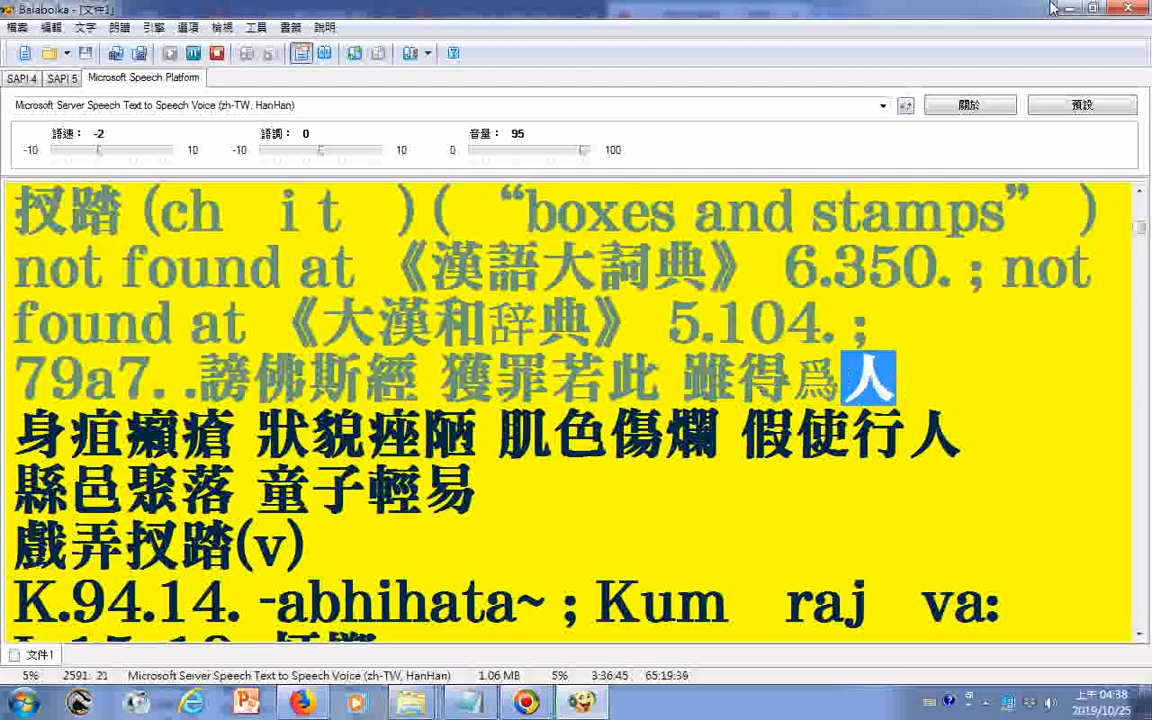 Balabolka - [文件1]
檔案 編輯 文字 朗讀 引擎 選項 檢視 工具 書籤 說明
SAPI 4 SAPI 5 Microsoft Speech Platform
Microsoft Server Speech Text to Speech Voice (zh-TW, HanHan) 關於 預設
語速: -2 語調: 0 音量: 95
-10 10 -10 10 0 100
扠踏 (ch i t )( “boxes and stamps” )
not found at 《漢語大詞典》 6.350. ; not
found at 《大漢和辞典》 5.104. ;
79a7. .謗佛斯經 獲罪若此 雖得爲人
身疽癩瘡 狀貌痤陋 肌色傷爛 假使行人
縣邑聚落 童子輕易
戲弄扠踏(v)
K.94.14. -abhihata~ ; Kum raj va:
文件1
5% 2591: 21 Microsoft Server Speech Text to Speech Voice (zh-TW, HanHan) 1.06 MB 5% 3:36:45 65:19:39
上午 04:38
2019/10/25